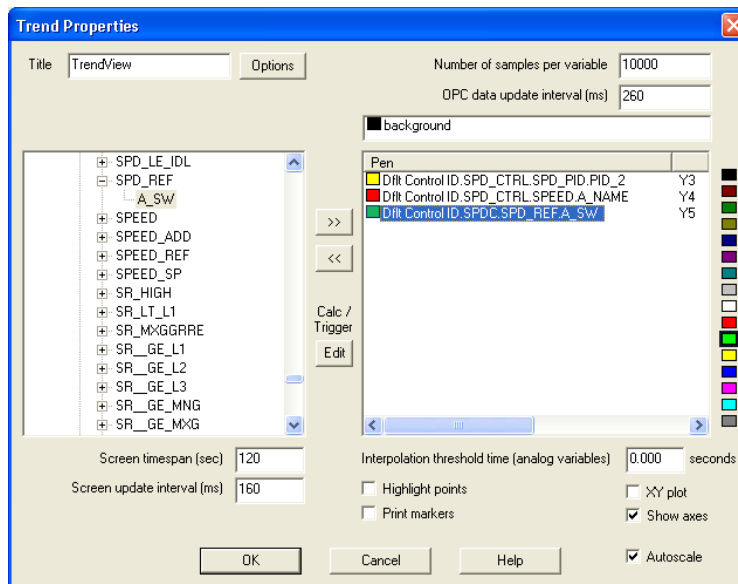 Trend Properties
Title TrendView Options
Number of samples per variable 10000
OPC data update interval (ms) 260
background
SPD_LE_IDL
SPD_REF
A_SW
SPEED
SPEED_ADD
SPEED_REF
SPEED_SP
SR_HIGH
SR_LT_L1
SR_MXGGRRE
SR__GE_L1
SR__GE_L2
SR__GE_L3
SR__GE_MNG
SR__GE_MXG
>>
<<
Calc /
Trigger
Edit
Pen
Dflt Control ID.SPD_CTRL.SPD_PID.PID_2 Y3
Dflt Control ID.SPD_CTRL.SPEED.A_NAME Y4
Dflt Control ID.SPDC.SPD_REF.A_SW Y5
Screen timespan (sec) 120
Screen update interval (ms) 160
Interpolation threshold time (analog variables) 0.000 seconds
Highlight points
XY plot
Print markers
Show axes
OK Cancel Help
Autoscale